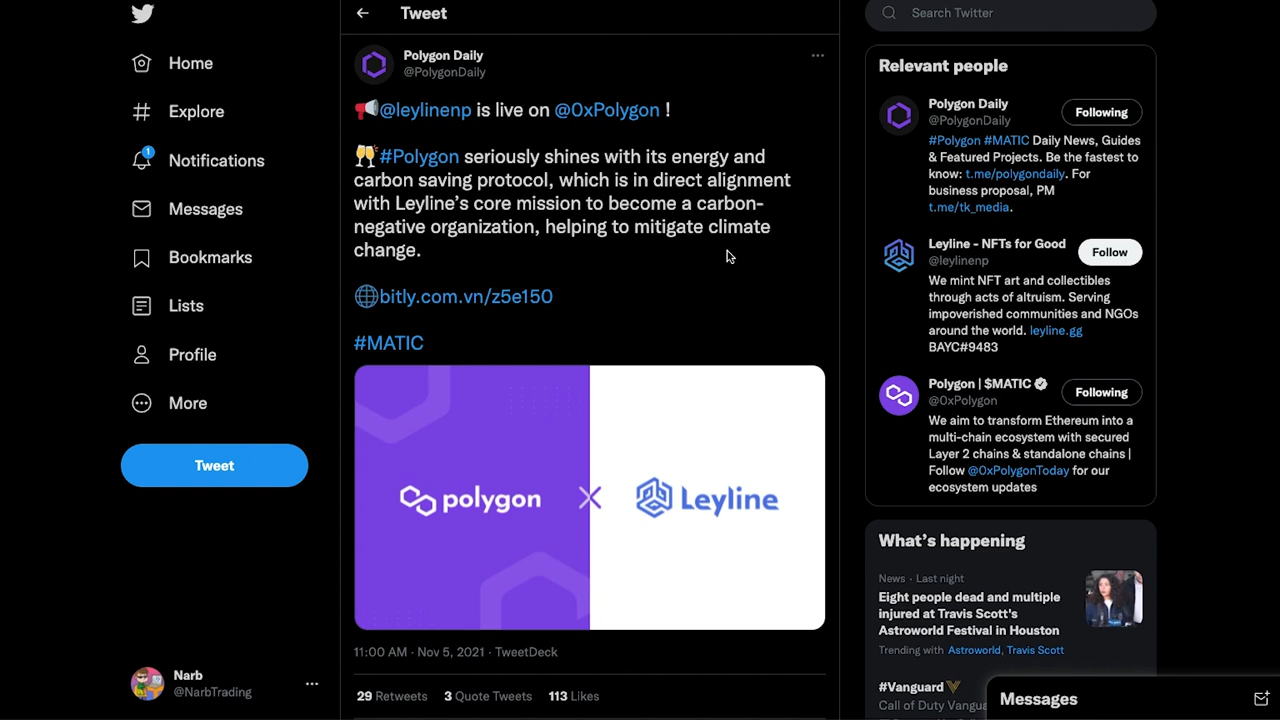 Home
Explore
1
Notifications
Messages
Bookmarks
Lists
Profile
More
Tweet
Narb
@NarbTrading
Tweet
Polygon Daily
@PolygonDaily
@leylinenp is live on @0xPolygon !
#Polygon seriously shines with its energy and
carbon saving protocol, which is in direct alignment
with Leyline’s core mission to become a carbon-
negative organization, helping to mitigate climate
change.
bitly.com.vn/z5e150
#MATIC
polygon
X
Leyline
11:00 AM · Nov 5, 2021 · TweetDeck
29 Retweets 3 Quote Tweets 113 Likes
Search Twitter
Relevant people
Polygon Daily
@PolygonDaily
Following
#Polygon #MATIC Daily News, Guides
& Featured Projects. Be the fastest to
know: t.me/polygondaily. For
business proposal, PM
t.me/tk_media.
Leyline - NFTs for Good
@leylinenp
Follow
We mint NFT art and collectibles
through acts of altruism. Serving
impoverished communities and NGOs
around the world. leyline.gg
BAYC#9483
Polygon | $MATIC
@0xPolygon
Following
We aim to transform Ethereum into a
multi-chain ecosystem with secured
Layer 2 chains & standalone chains |
Follow @0xPolygonToday for our
ecosystem updates
What’s happening
News · Last night
Eight people dead and multiple
injured at Travis Scott's
Astroworld Festival in Houston
Trending with Astroworld, Travis Scott
#Vanguard
Call of Duty Vangua
Messages